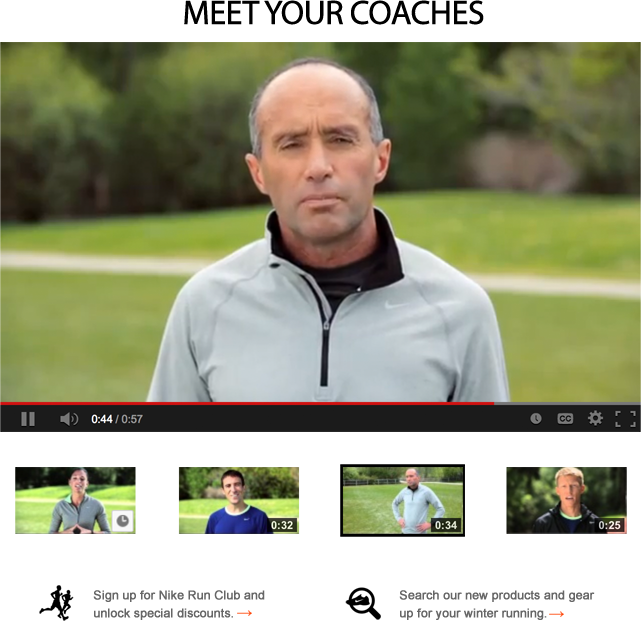 MEET YOUR COACHES
0:44 / 0:57
CC
0:32
0:34
0:25
Sign up for Nike Run Club and
unlock special discounts. →
Search our new products and gear
up for your winter running. →